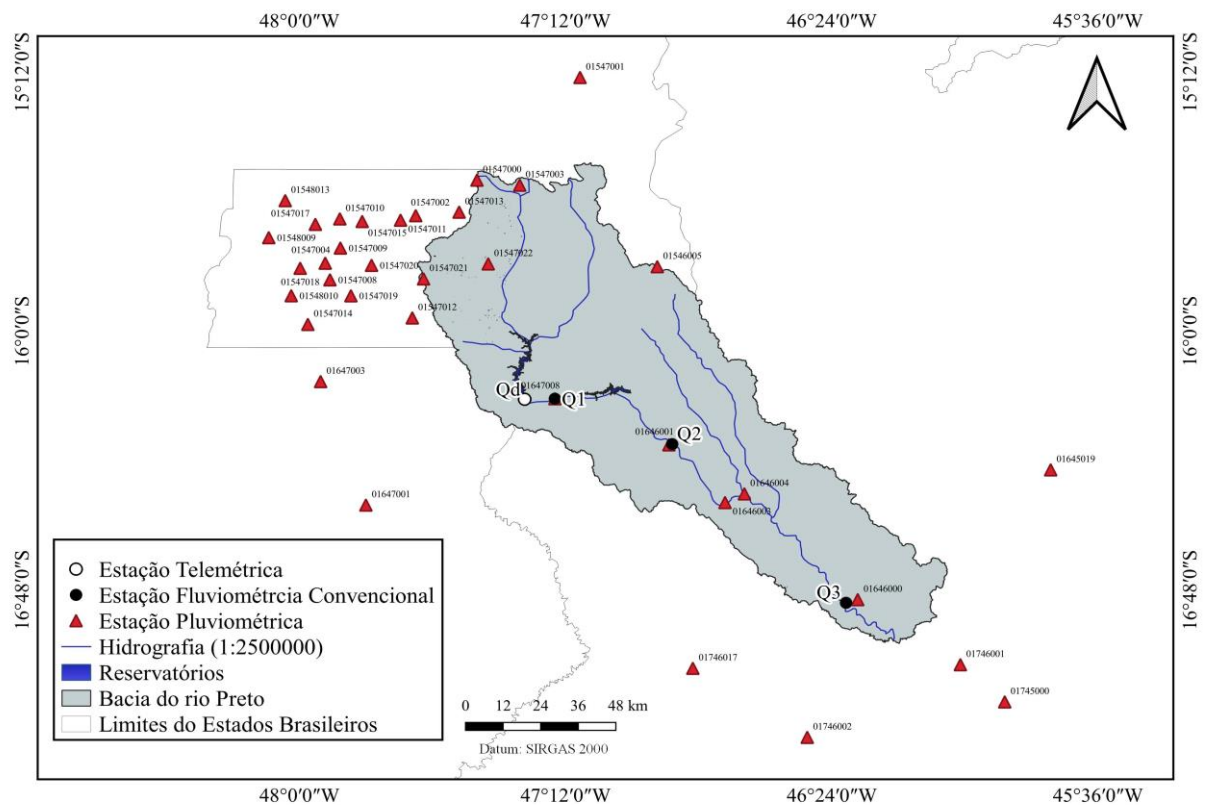 48°0'0"W
47°12'0"W
46°24'0"W
45°36'0"W
15°12'0"S
15°12'0"S
01547001
01547000
01547003
01548013
01547010
01547002
01547013
01547017
01547015
01547011
01548009
01547009
01547004
01547020
01547022
01546005
01547021
01547018
01547008
01548010
01547019
01547012
01547014
16°0'0"S
16°0'0"S
01647003
01647008
Qd
Q1
01646001
Q2
01645019
01646004
01646003
01647001
Estação Telemétrica
Estação Fluviométrcia Convencional
Estação Pluviométrica
Hidrografia (1:2500000)
Reservatórios
Bacia do rio Preto
Limites do Estados Brasileiros
16°48'0"S
16°48'0"S
Q3
01646000
01746017
01746001
01745000
01746002
0 12 24 36 48 km
Datum: SIRGAS 2000
48°0'0"W
47°12'0"W
46°24'0"W
45°36'0"W